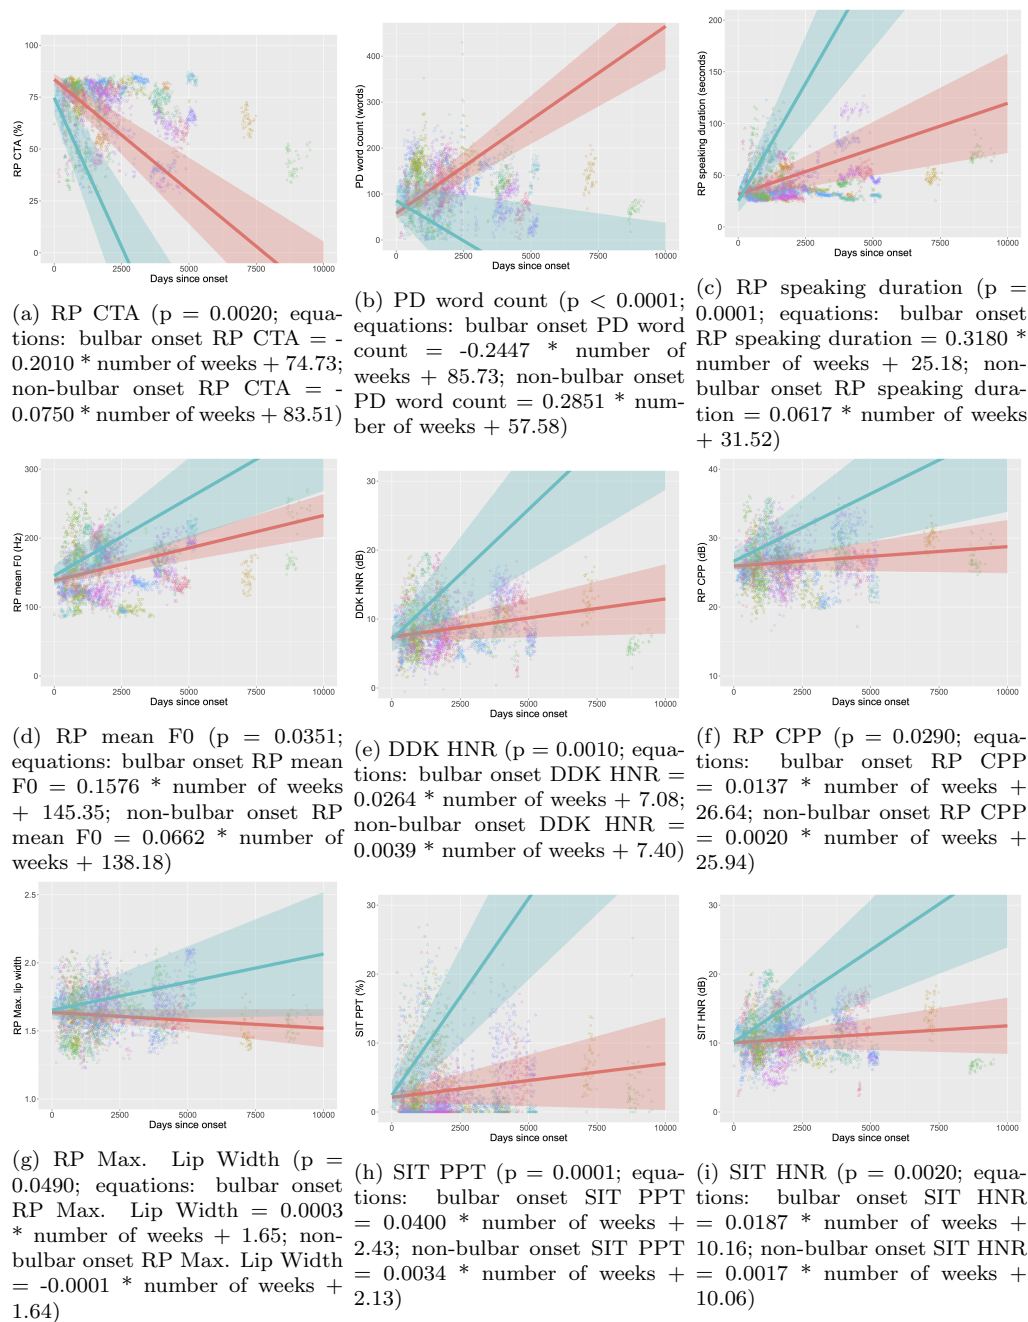 100
75
50
25
0
RP CTA (%)
0 2500 5000 7500 10000
Days since onset
400
300
200
100
0
PD word count (words)
0 2500 5000 7500 10000
Days since onset
200
150
100
50
0
RP speaking duration (seconds)
0 2500 5000 7500 10000
Days since onset
(a) RP CTA (p = 0.0020; equa-
tions: bulbar onset RP CTA = -
0.2010 * number of weeks + 74.73;
non-bulbar onset RP CTA = -
0.0750 * number of weeks + 83.51)
(b) PD word count (p < 0.0001;
equations: bulbar onset PD word
count = -0.2447 * number of
weeks + 85.73; non-bulbar onset
PD word count = 0.2851 * num-
ber of weeks + 57.58)
(c) RP speaking duration (p =
0.0001; equations: bulbar onset
RP speaking duration = 0.3180 *
number of weeks + 25.18; non-
bulbar onset RP speaking dura-
tion = 0.0617 * number of weeks
+ 31.52)
300
200
100
0
RP mean F0 (Hz)
0 2500 5000 7500 10000
Days since onset
30
20
10
0
DDK HNR (dB)
0 2500 5000 7500 10000
Days since onset
40
30
20
10
RP CPP (dB)
0 2500 5000 7500 10000
Days since onset
(d) RP mean F0 (p = 0.0351;
equations: bulbar onset RP mean
F0 = 0.1576 * number of weeks
+ 145.35; non-bulbar onset RP
mean F0 = 0.0662 * number of
weeks + 138.18)
(e) DDK HNR (p = 0.0010; equa-
tions: bulbar onset DDK HNR =
0.0264 * number of weeks + 7.08;
non-bulbar onset DDK HNR =
0.0039 * number of weeks + 7.40)
(f) RP CPP (p = 0.0290; equa-
tions: bulbar onset RP CPP
= 0.0137 * number of weeks +
26.64; non-bulbar onset RP CPP
= 0.0020 * number of weeks +
25.94)
2.5
2.0
1.5
1.0
RP Max. lip width
0 2500 5000 7500 10000
Days since onset
30
20
10
0
SIT PPT (%)
0 2500 5000 7500 10000
Days since onset
30
20
10
0
SIT HNR (dB)
0 2500 5000 7500 10000
Days since onset
(g) RP Max. Lip Width (p =
0.0490; equations: bulbar onset
RP Max. Lip Width = 0.0003
* number of weeks + 1.65; non-
bulbar onset RP Max. Lip Width
= -0.0001 * number of weeks +
1.64)
(h) SIT PPT (p = 0.0001; equa-
tions: bulbar onset SIT PPT
= 0.0400 * number of weeks +
2.43; non-bulbar onset SIT PPT
= 0.0034 * number of weeks +
2.13)
(i) SIT HNR (p = 0.0020; equa-
tions: bulbar onset SIT HNR
= 0.0187 * number of weeks +
10.16; non-bulbar onset SIT HNR
= 0.0017 * number of weeks +
10.06)